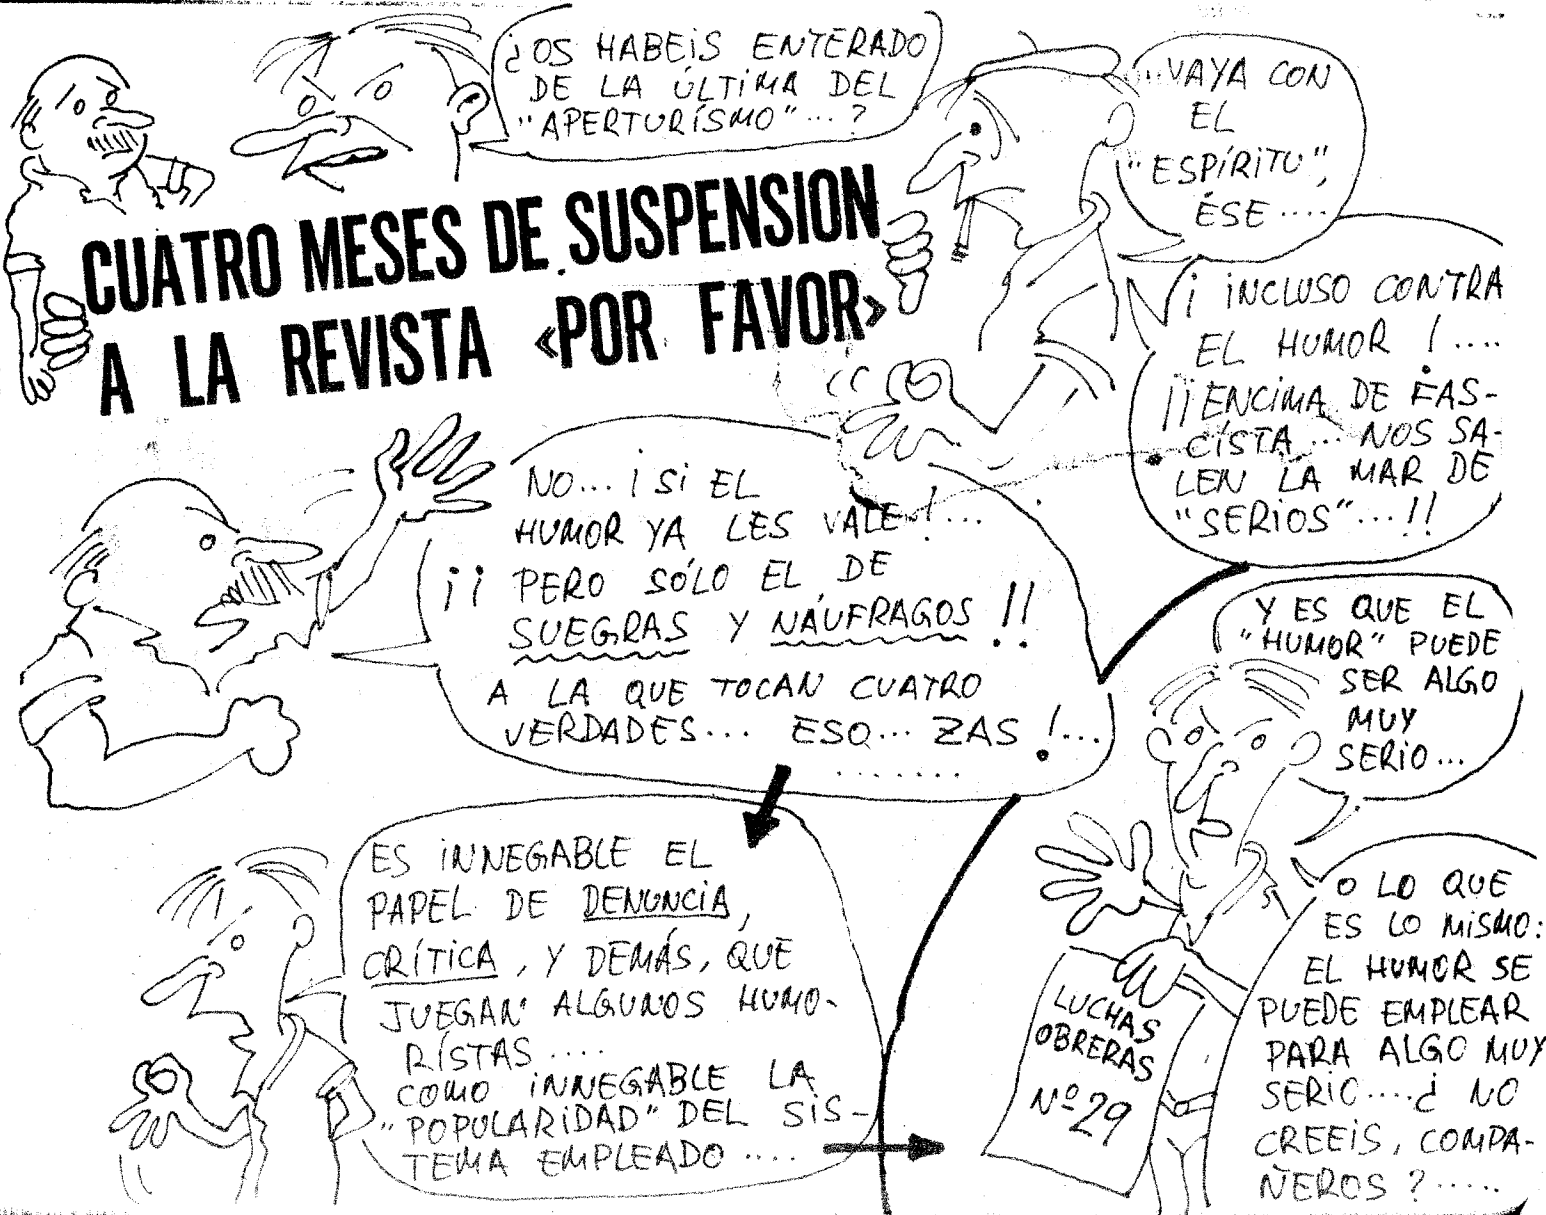 ¿OS HABEiS ENTERADO
DE LA ÚLTiMA DEL
"APERTURÍSMO"...?
...VAYA CON
EL
"ESPÍRiTU",
ÉSE....
CUATRO MESES DE SUSPENSION
A LA REVISTA «POR FAVOR»
¡ iNCLUSO CONTRA
EL HUMOR !....
¡¡ENCiMA DE FAS-
CÍSTA... NOS SA-
LEN LA MAR DE
"SERiOS"...!!
NO... ¡ Si EL
HUMOR YA LES VALE !...
¡¡ PERO SÓLO EL DE
SUEGRAS Y NÁUFRAGOS !!
A LA QUE TOCAN CUATRO
VERDADES... ESO... ZAS !...
.......
Y ES QUE EL
"HUMOR" PUEDE
SER ALGO
MUY
SERiO...
ES iNNEGABLE EL
PAPEL DE DENUNCiA,
CRÍTiCA, Y DEMÁS, QUE
JUEGAN ALGUNOS HUMO-
RÍSTAS....
COMO iNNEGABLE LA
"POPULARiDAD" DEL SiS-
TEMA EMPLEADO....
O LO QUE
ES LO MiSMO:
EL HUMOR SE
PUEDE EMPLEAR
PARA ALGO MUY
SERiO....¿ NO
CREEiS, COMPA-
ÑEROS ?.....
LUCHAS
OBRERAS
Nº 29